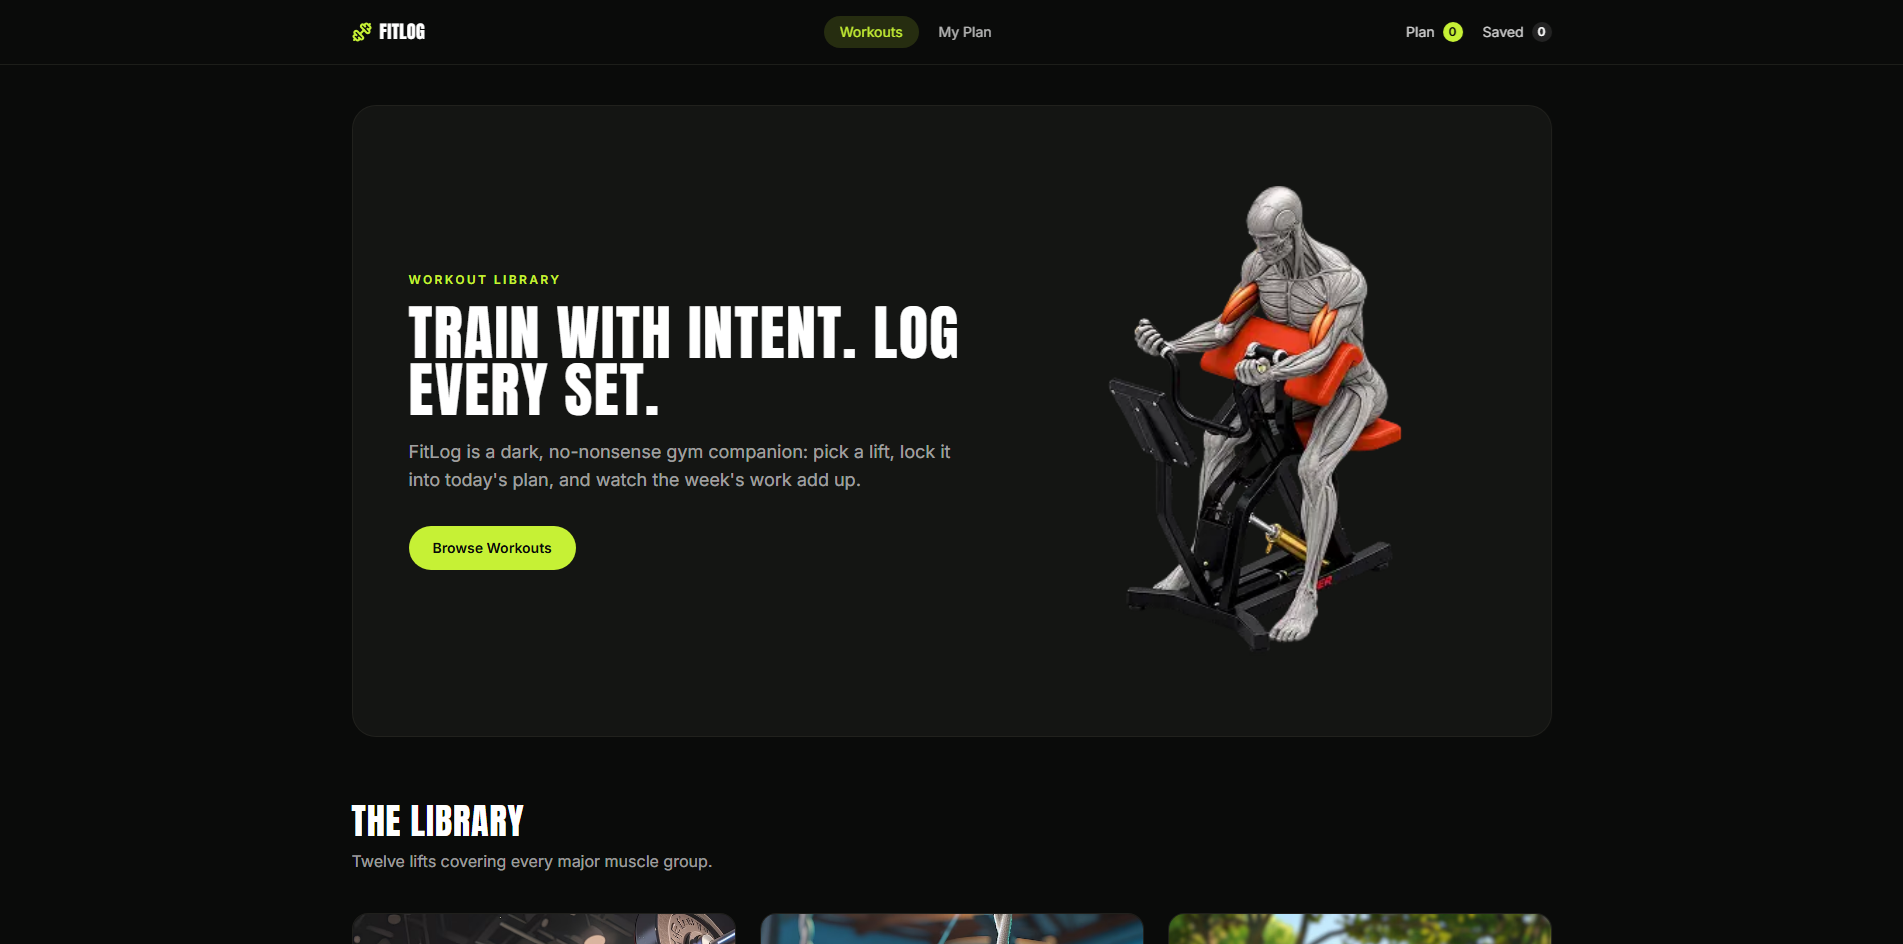 FITLOG
Workouts
My Plan
Plan 0
Saved 0
WORKOUT LIBRARY
TRAIN WITH INTENT. LOG
EVERY SET.
FitLog is a dark, no-nonsense gym companion: pick a lift, lock it
into today's plan, and watch the week's work add up.
Browse Workouts
THE LIBRARY
Twelve lifts covering every major muscle group.